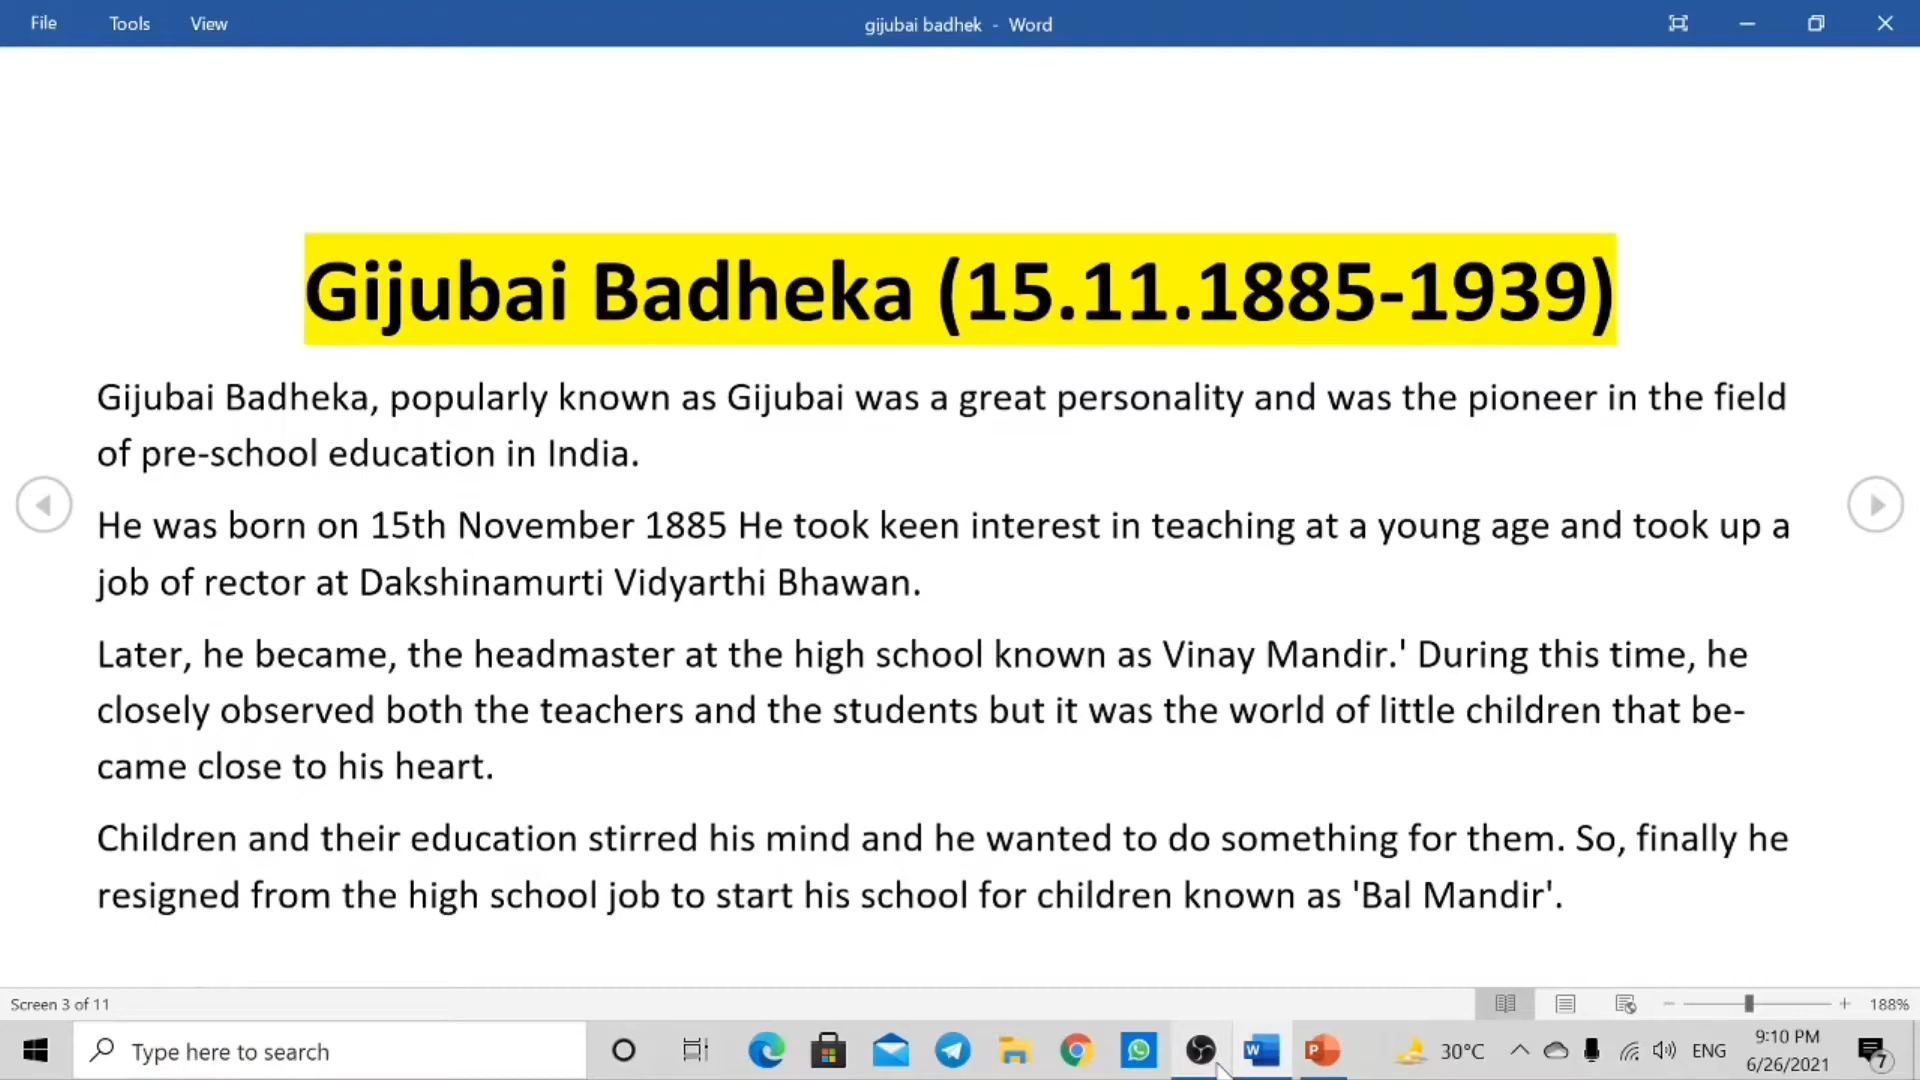 File Tools View gijubai badhek - Word
Gijubai Badheka (15.11.1885-1939)
Gijubai Badheka, popularly known as Gijubai was a great personality and was the pioneer in the field
of pre-school education in India.
He was born on 15th November 1885 He took keen interest in teaching at a young age and took up a
job of rector at Dakshinamurti Vidyarthi Bhawan.
Later, he became, the headmaster at the high school known as Vinay Mandir.' During this time, he
closely observed both the teachers and the students but it was the world of little children that be-
came close to his heart.
Children and their education stirred his mind and he wanted to do something for them. So, finally he
resigned from the high school job to start his school for children known as 'Bal Mandir'.
Screen 3 of 11 188%
Type here to search 30°C ENG 9:10 PM
6/26/2021 7